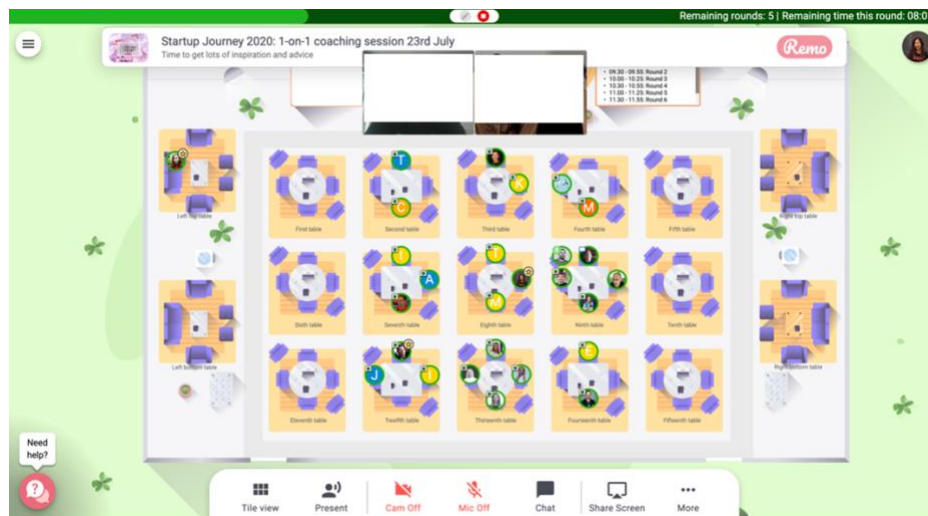 Remaining rounds: 5 | Remaining time this round: 08:0
Startup Journey 2020: 1-on-1 coaching session 23rd July
Time to get lots of inspiration and advice
Remo
• 09:30 - 09:55: Round 2
• 10:00 - 10:25: Round 3
• 10:30 - 10:55: Round 4
• 11:00 - 11:25: Round 5
• 11:30 - 11:55: Round 6
T
K
C
M
Left top table
First table
Second table
Third table
Fourth table
Fifth table
Right top table
I
T
A
M
Sixth table
Seventh table
Eighth table
Ninth table
Tenth table
Left bottom table
Right bottom table
E
J
I
Eleventh table
Twelfth table
Thirteenth table
Fourteenth table
Fifteenth table
Need
help?
?
Tile view
Present
Cam Off
Mic Off
Chat
Share Screen
More